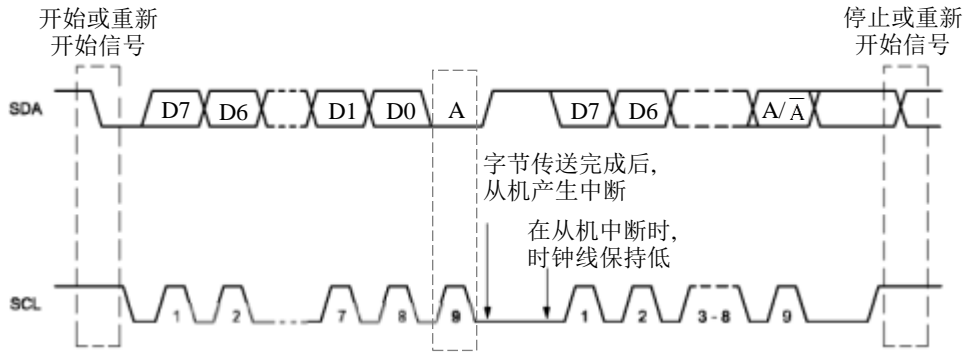 开始或重新
开始信号
停止或重新
开始信号
SDA
D7
D6
D1
D0
A
D7
D6
A/A̅
字节传送完成后,
从机产生中断
在从机中断时,
时钟线保持低
SCL
1
2
7
8
9
1
2
3-8
9